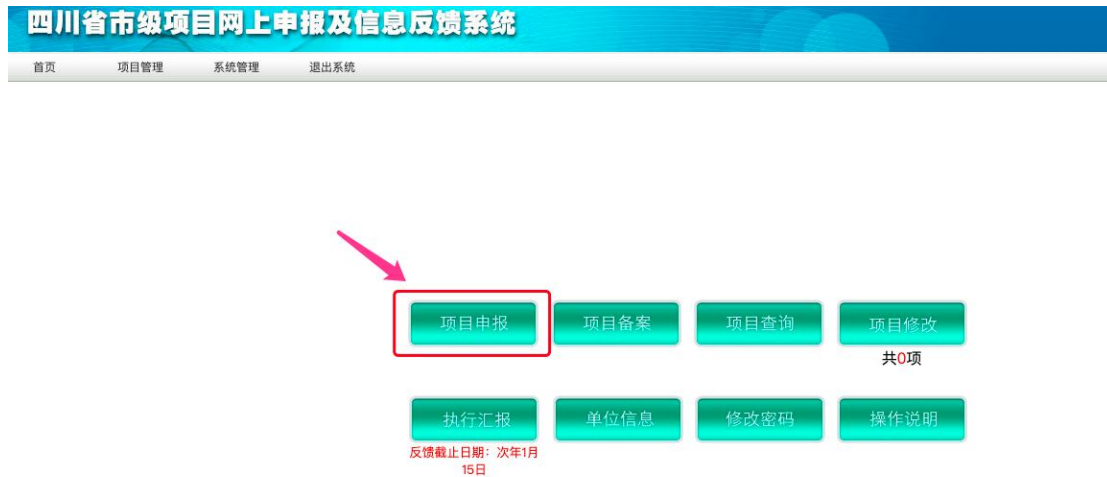 四川省市级项目网上申报及信息反馈系统
首页 项目管理 系统管理 退出系统
项目申报 项目备案 项目查询 项目修改
共0项
执行汇报 单位信息 修改密码 操作说明
反馈截止日期：次年1月
15日